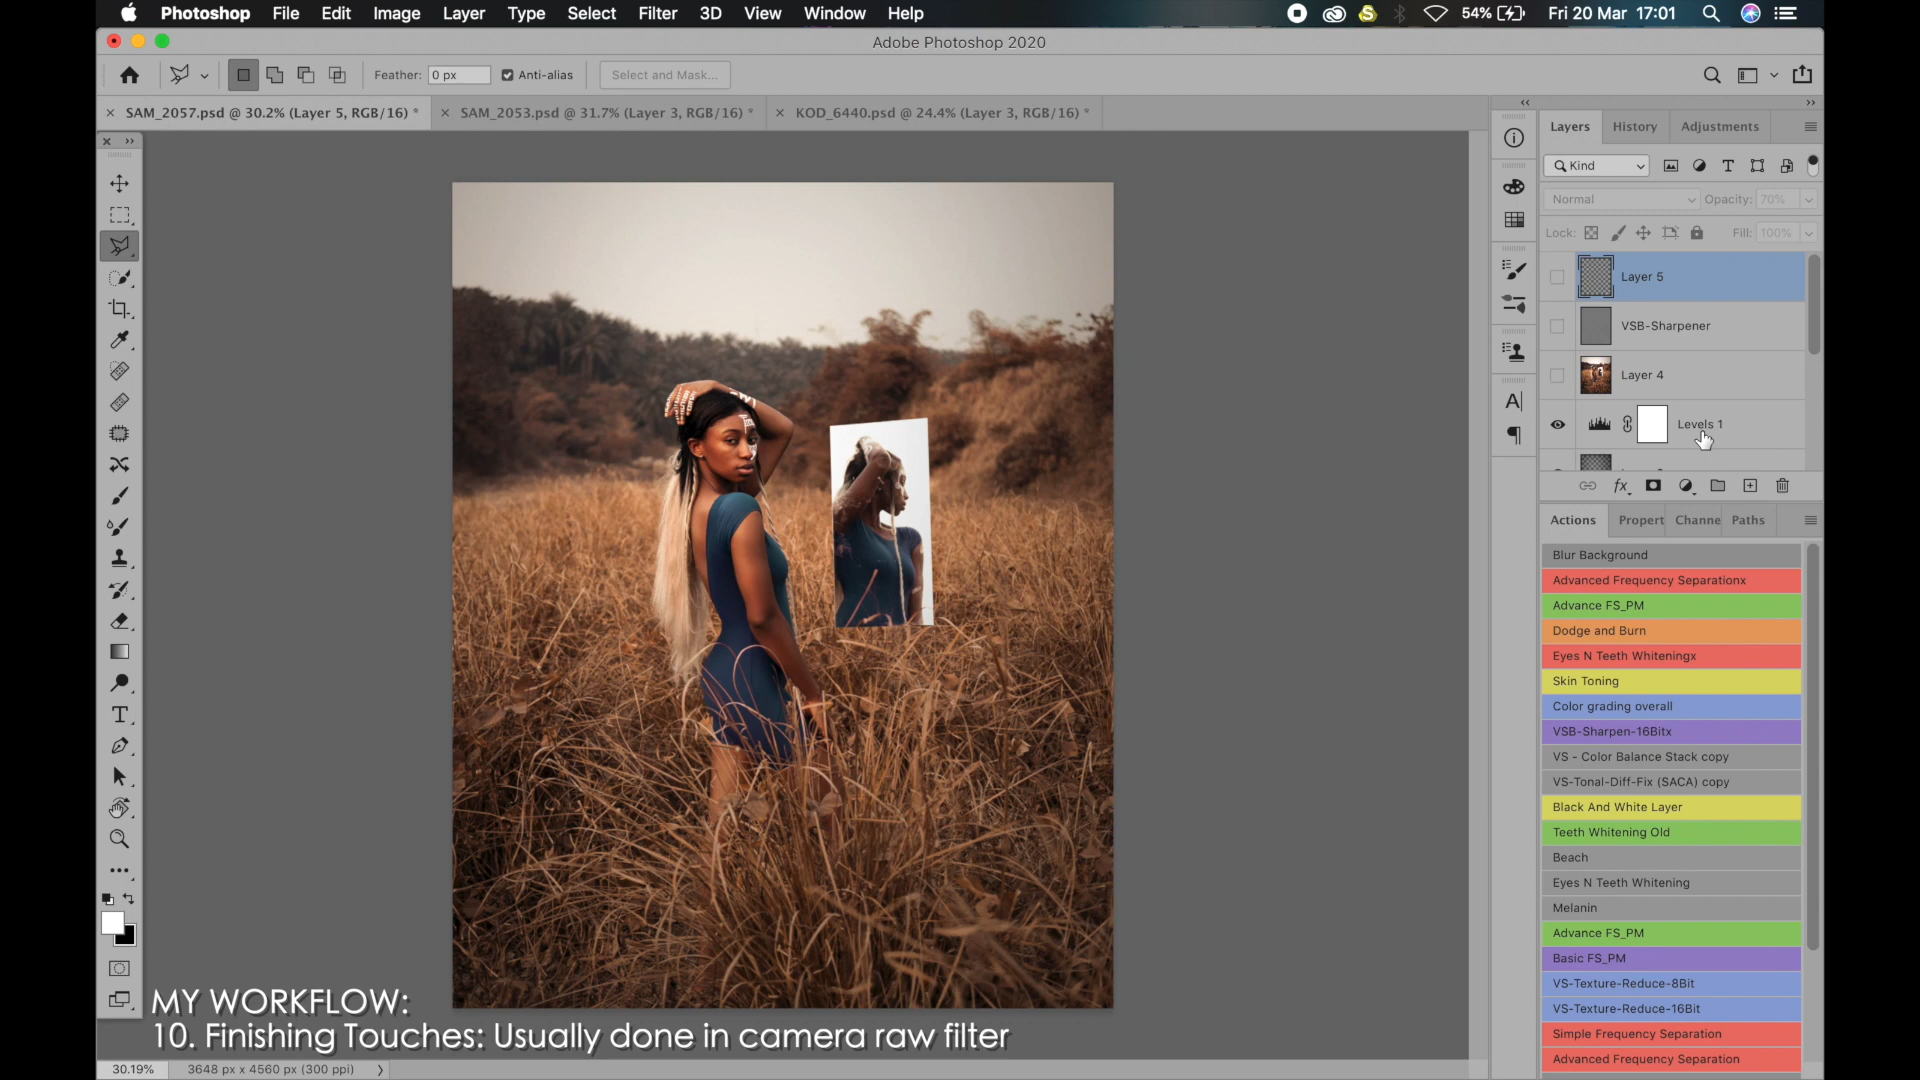 Photoshop File Edit Image Layer Type Select Filter 3D View Window Help 54% Fri 20 Mar 17:01
Adobe Photoshop 2020
Feather: 0 px Anti-alias Select and Mask...
SAM_2057.psd @ 30.2% (Layer 5, RGB/16) * SAM_2053.psd @ 31.7% (Layer 3, RGB/16) * KOD_6440.psd @ 24.4% (Layer 3, RGB/16) *
Layers History Adjustments
Kind
Normal Opacity: 70%
Lock: Fill: 100%
Layer 5
VSB-Sharpener
Layer 4
Levels 1
fx
Actions Propert Channe Paths
Blur Background
Advanced Frequency Separationx
Advance FS_PM
Dodge and Burn
Eyes N Teeth Whiteningx
Skin Toning
Color grading overall
VSB-Sharpen-16Bitx
VS - Color Balance Stack copy
VS-Tonal-Diff-Fix (SACA) copy
Black And White Layer
Teeth Whitening Old
Beach
Eyes N Teeth Whitening
Melanin
Advance FS_PM
Basic FS_PM
VS-Texture-Reduce-8Bit
VS-Texture-Reduce-16Bit
Simple Frequency Separation
Advanced Frequency Separation
MY WORKFLOW:
10. Finishing Touches: Usually done in camera raw filter
30.19% 3648 px x 4560 px (300 ppi)